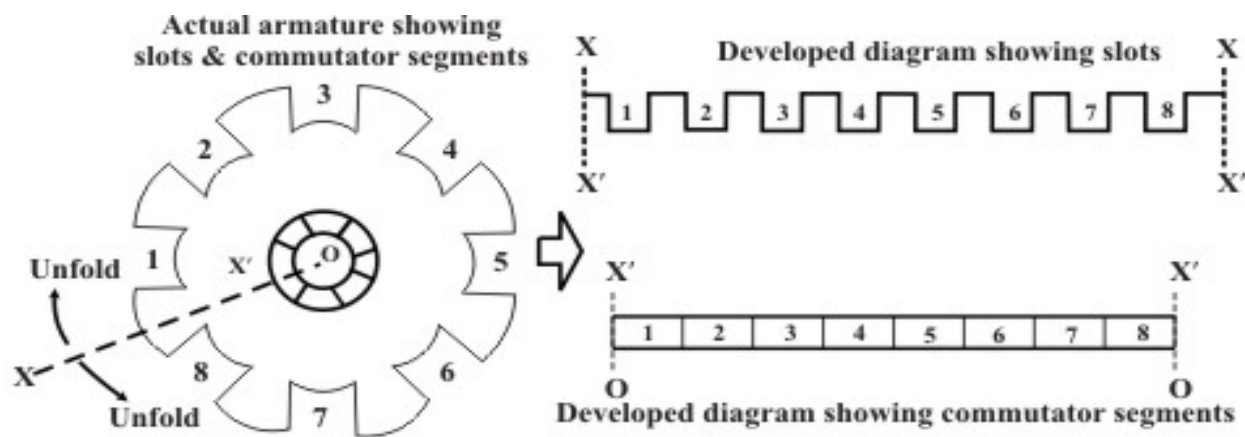 Actual armature showing
slots & commutator segments
3
2
4
1
5
X′
O
Unfold
X
8
6
Unfold
7
X
Developed diagram showing slots
X
1 2 3 4 5 6 7 8
X′
X′
X′
X′
1 2 3 4 5 6 7 8
O
O
Developed diagram showing commutator segments